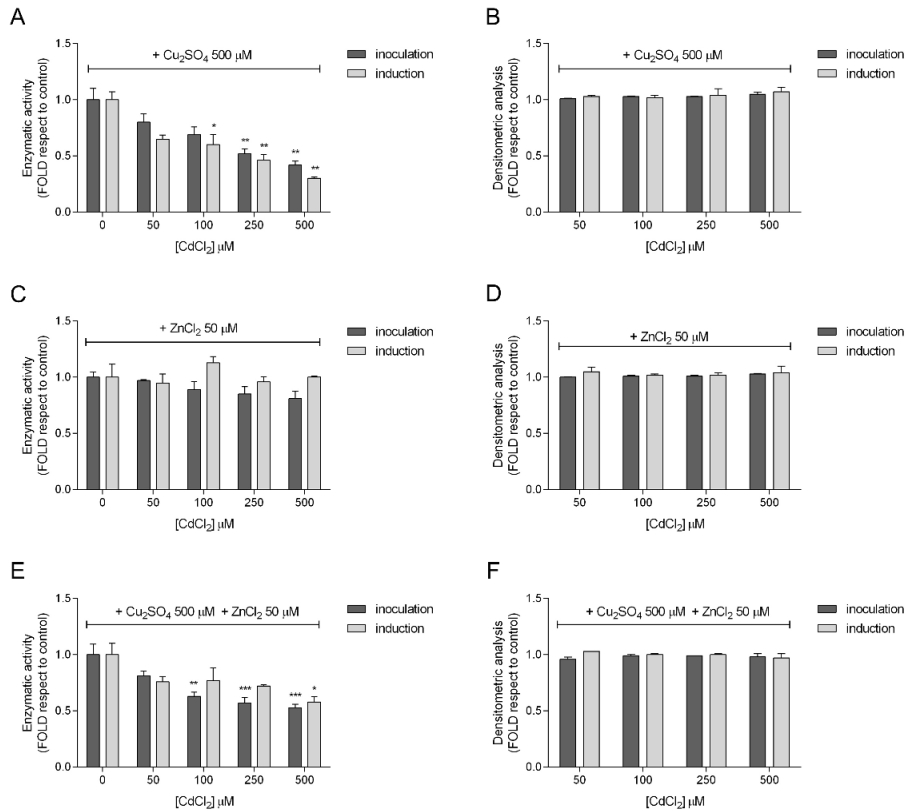 A
+ Cu₂SO₄ 500 μM
inoculation
induction
Enzymatic activity
(FOLD respect to control)
1.5
1.0
0.5
0.0
*
**
**
**
**
0
50
100
250
500
[CdCl₂] μM
B
+ Cu₂SO₄ 500 μM
inoculation
induction
Densitometric analysis
(FOLD respect to control)
1.5
1.0
0.5
0.0
50
100
250
500
[CdCl₂] μM
C
+ ZnCl₂ 50 μM
inoculation
induction
Enzymatic activity
(FOLD respect to control)
1.5
1.0
0.5
0.0
0
50
100
250
500
[CdCl₂] μM
D
+ ZnCl₂ 50 μM
inoculation
induction
Densitometric analysis
(FOLD respect to control)
1.5
1.0
0.5
0.0
50
100
250
500
[CdCl₂] μM
E
+ Cu₂SO₄ 500 μM + ZnCl₂ 50 μM
inoculation
induction
Enzymatic activity
(FOLD respect to control)
1.5
1.0
0.5
0.0
**
***
***
*
0
50
100
250
500
[CdCl₂] μM
F
+ Cu₂SO₄ 500 μM + ZnCl₂ 50 μM
inoculation
induction
Densitometric analysis
(FOLD respect to control)
1.5
1.0
0.5
0.0
50
100
250
500
[CdCl₂] μM